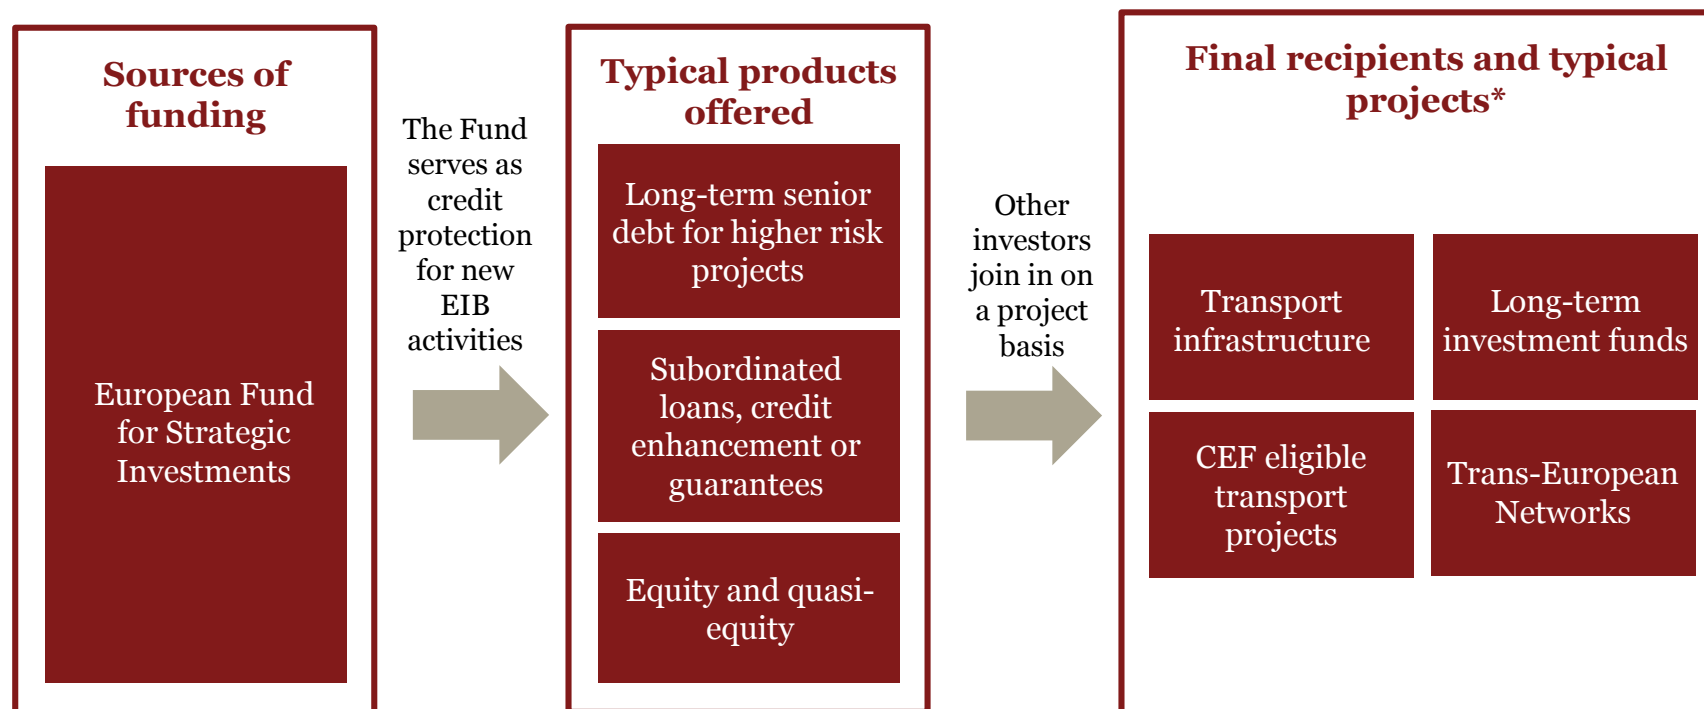 Sources of
funding
European Fund
for Strategic
Investments
The Fund
serves as
credit
protection
for new
EIB
activities
Typical products
offered
Long-term senior
debt for higher risk
projects
Subordinated
loans, credit
enhancement or
guarantees
Equity and quasi-
equity
Other
investors
join in on
a project
basis
Final recipients and typical
projects*
Transport
infrastructure
Long-term
investment funds
CEF eligible
transport
projects
Trans-European
Networks